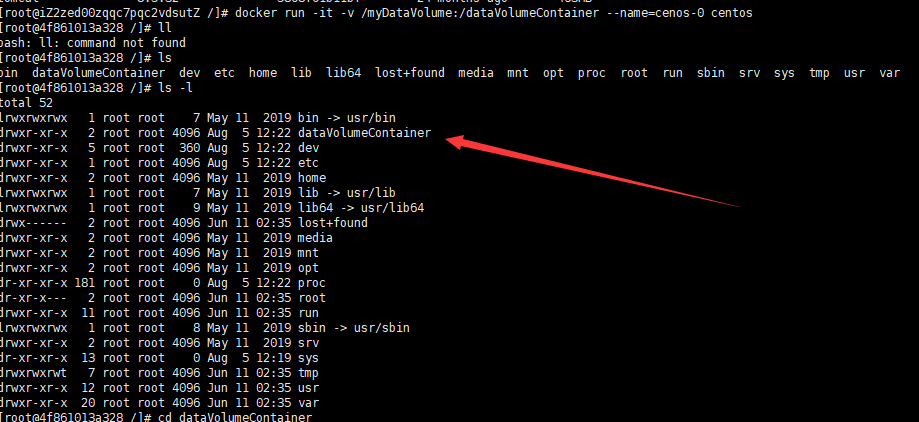 [root@iZ2zed00zqqc7pqc2vdsutZ /]# docker run -it -v /myDataVolume:/dataVolumeContainer --name=cenos-0 centos
[root@4f861013a328 /]# ll
bash: ll: command not found
[root@4f861013a328 /]# ls
bin  dataVolumeContainer  dev  etc  home  lib  lib64  lost+found  media  mnt  opt  proc  root  run  sbin  srv  sys  tmp  usr  var
[root@4f861013a328 /]# ls -l
total 52
lrwxrwxrwx   1 root root    7 May 11  2019 bin -> usr/bin
drwxr-xr-x   2 root root 4096 Aug  5 12:22 dataVolumeContainer
drwxr-xr-x   5 root root  360 Aug  5 12:22 dev
drwxr-xr-x   1 root root 4096 Aug  5 12:22 etc
drwxr-xr-x   2 root root 4096 May 11  2019 home
lrwxrwxrwx   1 root root    7 May 11  2019 lib -> usr/lib
lrwxrwxrwx   1 root root    9 May 11  2019 lib64 -> usr/lib64
drwx------   2 root root 4096 Jun 11 02:35 lost+found
drwxr-xr-x   2 root root 4096 May 11  2019 media
drwxr-xr-x   2 root root 4096 May 11  2019 mnt
drwxr-xr-x   2 root root 4096 May 11  2019 opt
dr-xr-xr-x 181 root root    0 Aug  5 12:22 proc
dr-xr-x---   2 root root 4096 Jun 11 02:35 root
drwxr-xr-x  11 root root 4096 Jun 11 02:35 run
lrwxrwxrwx   1 root root    8 May 11  2019 sbin -> usr/sbin
drwxr-xr-x   2 root root 4096 May 11  2019 srv
dr-xr-xr-x  13 root root    0 Aug  5 12:19 sys
drwxrwxrwt   7 root root 4096 Jun 11 02:35 tmp
drwxr-xr-x  12 root root 4096 Jun 11 02:35 usr
drwxr-xr-x  20 root root 4096 Jun 11 02:35 var
[root@4f861013a328 /]# cd dataVolumeContainer